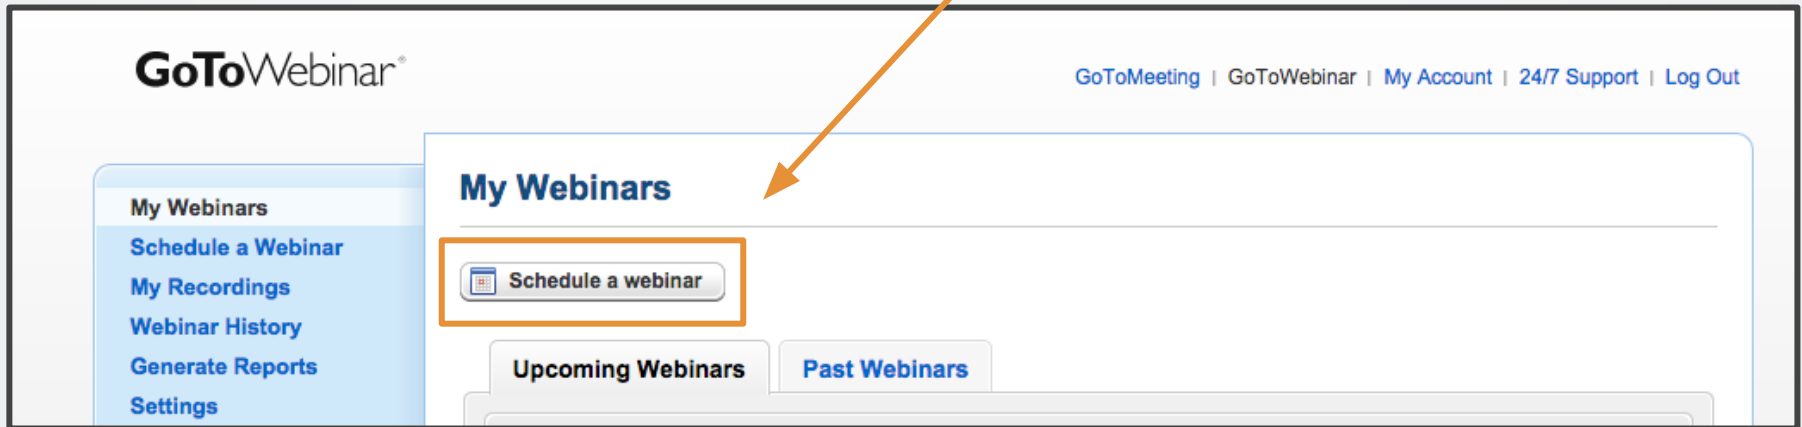 GoToWebinar®
GoToMeeting | GoToWebinar | My Account | 24/7 Support | Log Out
My Webinars
Schedule a Webinar
My Recordings
Webinar History
Generate Reports
Settings
My Webinars
Schedule a webinar
Upcoming Webinars
Past Webinars